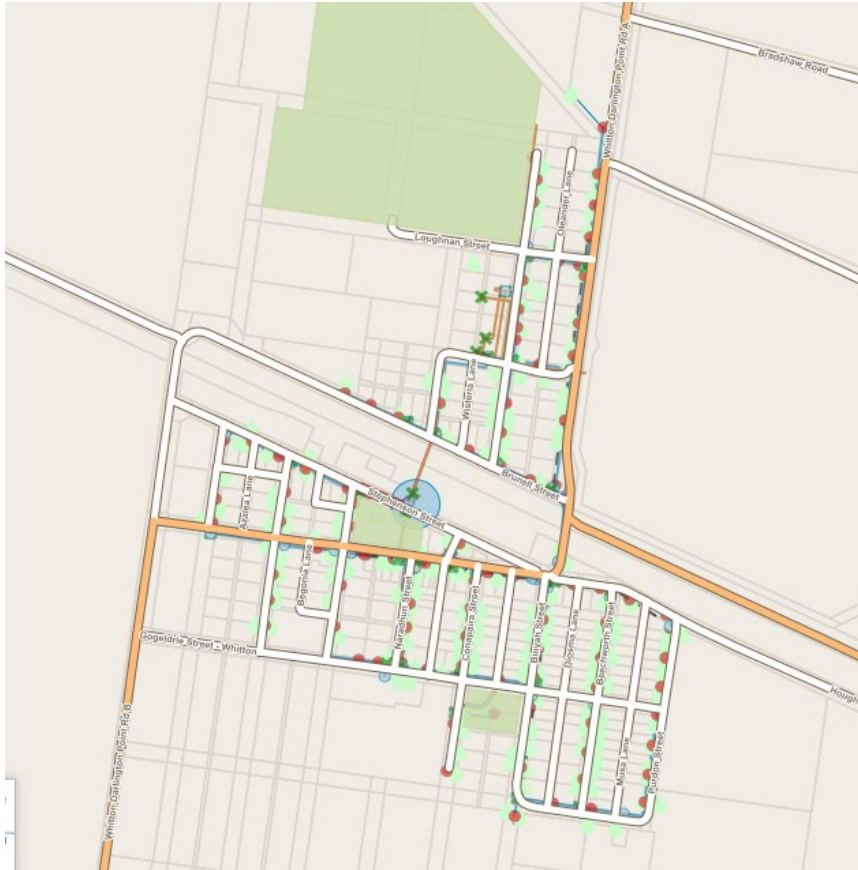 Whitton Darlington Point Rd A
Bradshaw Road
Oleander Lane
Loughnan Street
Wisteria Lane
Brunell Street
Stephenson Street
Azalea Lane
Begonia Lane
Naradhun Street
Conapaira Street
Binyah Street
Diosma Lane
Beechworth Street
Gogeldrie Street - Whitton
Hough
Musa Lane
Purdon Street
Whitton Darlington Point Rd B